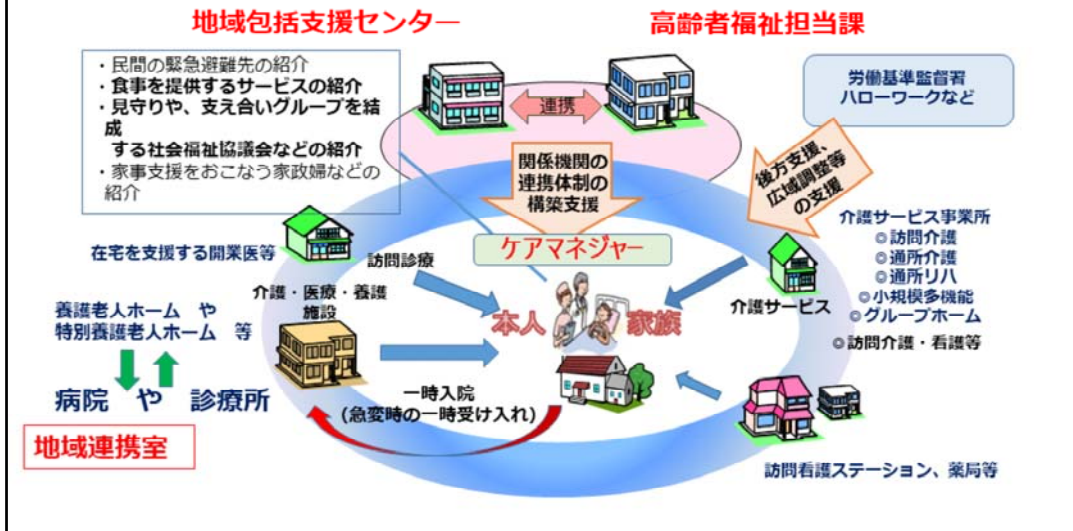 地域包括支援センター
高齢者福祉担当課
・民間の緊急避難先の紹介
・食事を提供するサービスの紹介
・見守りや、支え合いグループを結
成
する社会福祉協議会などの紹介
・家事支援をおこなう家政婦などの
紹介
連携
労働基準監督署
ハローワークなど
関係機関の
連携体制の
構築支援
後方支援、
広域調整等
の支援
ケアマネジャー
在宅を支援する開業医等
訪問診療
介護・医療・養護
施設
養護老人ホーム や
特別養護老人ホーム 等
病院 や 診療所
地域連携室
本人 家族
一時入院
(急変時の一時受け入れ)
介護サービス
介護サービス事業所
◎訪問介護
◎通所介護
◎通所リハ
◎小規模多機能
◎グループホーム
◎訪問介護・看護等
訪問看護ステーション、薬局等